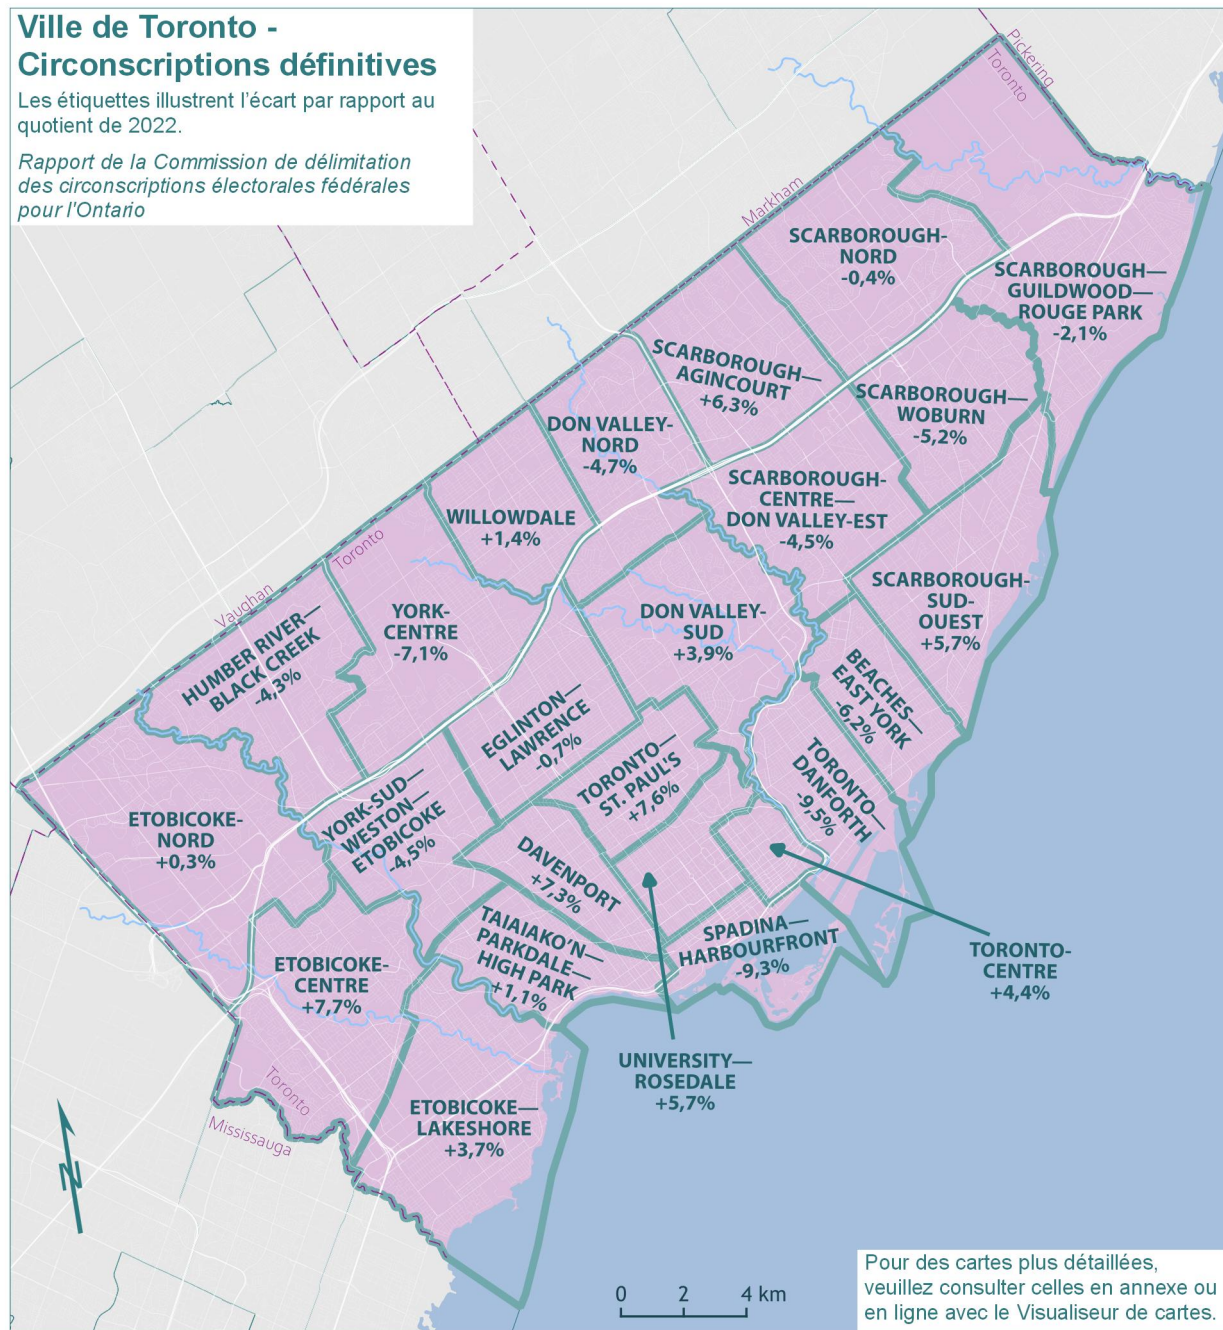 Ville de Toronto -
Circonscriptions définitives
Les étiquettes illustrent l'écart par rapport au
quotient de 2022.
Rapport de la Commission de délimitation
des circonscriptions électorales fédérales
pour l'Ontario
Pickering
Toronto
Markham
SCARBOROUGH-
NORD
-0,4%
SCARBOROUGH—
GUILDWOOD—
ROUGE PARK
-2,1%
SCARBOROUGH—
AGINCOURT
+6,3%
SCARBOROUGH—
WOBURN
-5,2%
DON VALLEY-
NORD
-4,7%
SCARBOROUGH-
CENTRE—
DON VALLEY-EST
-4,5%
WILLOWDALE
+1,4%
Toronto
Vaughan
SCARBOROUGH-
SUD-
OUEST
+5,7%
YORK-
CENTRE
-7,1%
DON VALLEY-
SUD
+3,9%
HUMBER RIVER—
BLACK CREEK
-4,3%
BEACHES—
EAST YORK
-6,2%
EGLINTON—
LAWRENCE
-0,7%
TORONTO—
ST. PAUL'S
+7,6%
TORONTO—
DANFORTH
-9,5%
ETOBICOKE-
NORD
+0,3%
YORK-SUD—
WESTON—
ETOBICOKE
-4,5%
DAVENPORT
+7,3%
TAIAIAKO'N—
PARKDALE—
HIGH PARK
+1,1%
SPADINA—
HARBOURFRONT
-9,3%
TORONTO-
CENTRE
+4,4%
ETOBICOKE-
CENTRE
+7,7%
UNIVERSITY—
ROSEDALE
+5,7%
Toronto
Mississauga
ETOBICOKE—
LAKESHORE
+3,7%
N
0 2 4 km
Pour des cartes plus détaillées,
veuillez consulter celles en annexe ou
en ligne avec le Visualiseur de cartes.